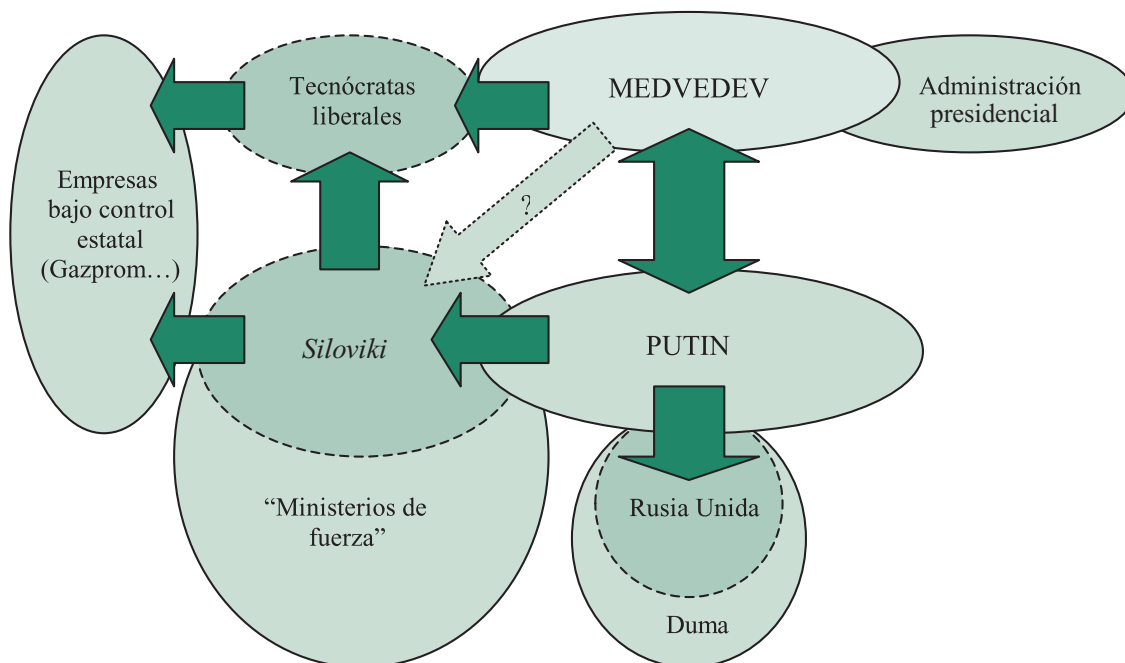 Tecnócratas
liberales
MEDVEDEV
Administración
presidencial
Empresas
bajo control
estatal
(Gazprom…)
?
Siloviki
PUTIN
“Ministerios de
fuerza”
Rusia Unida
Duma